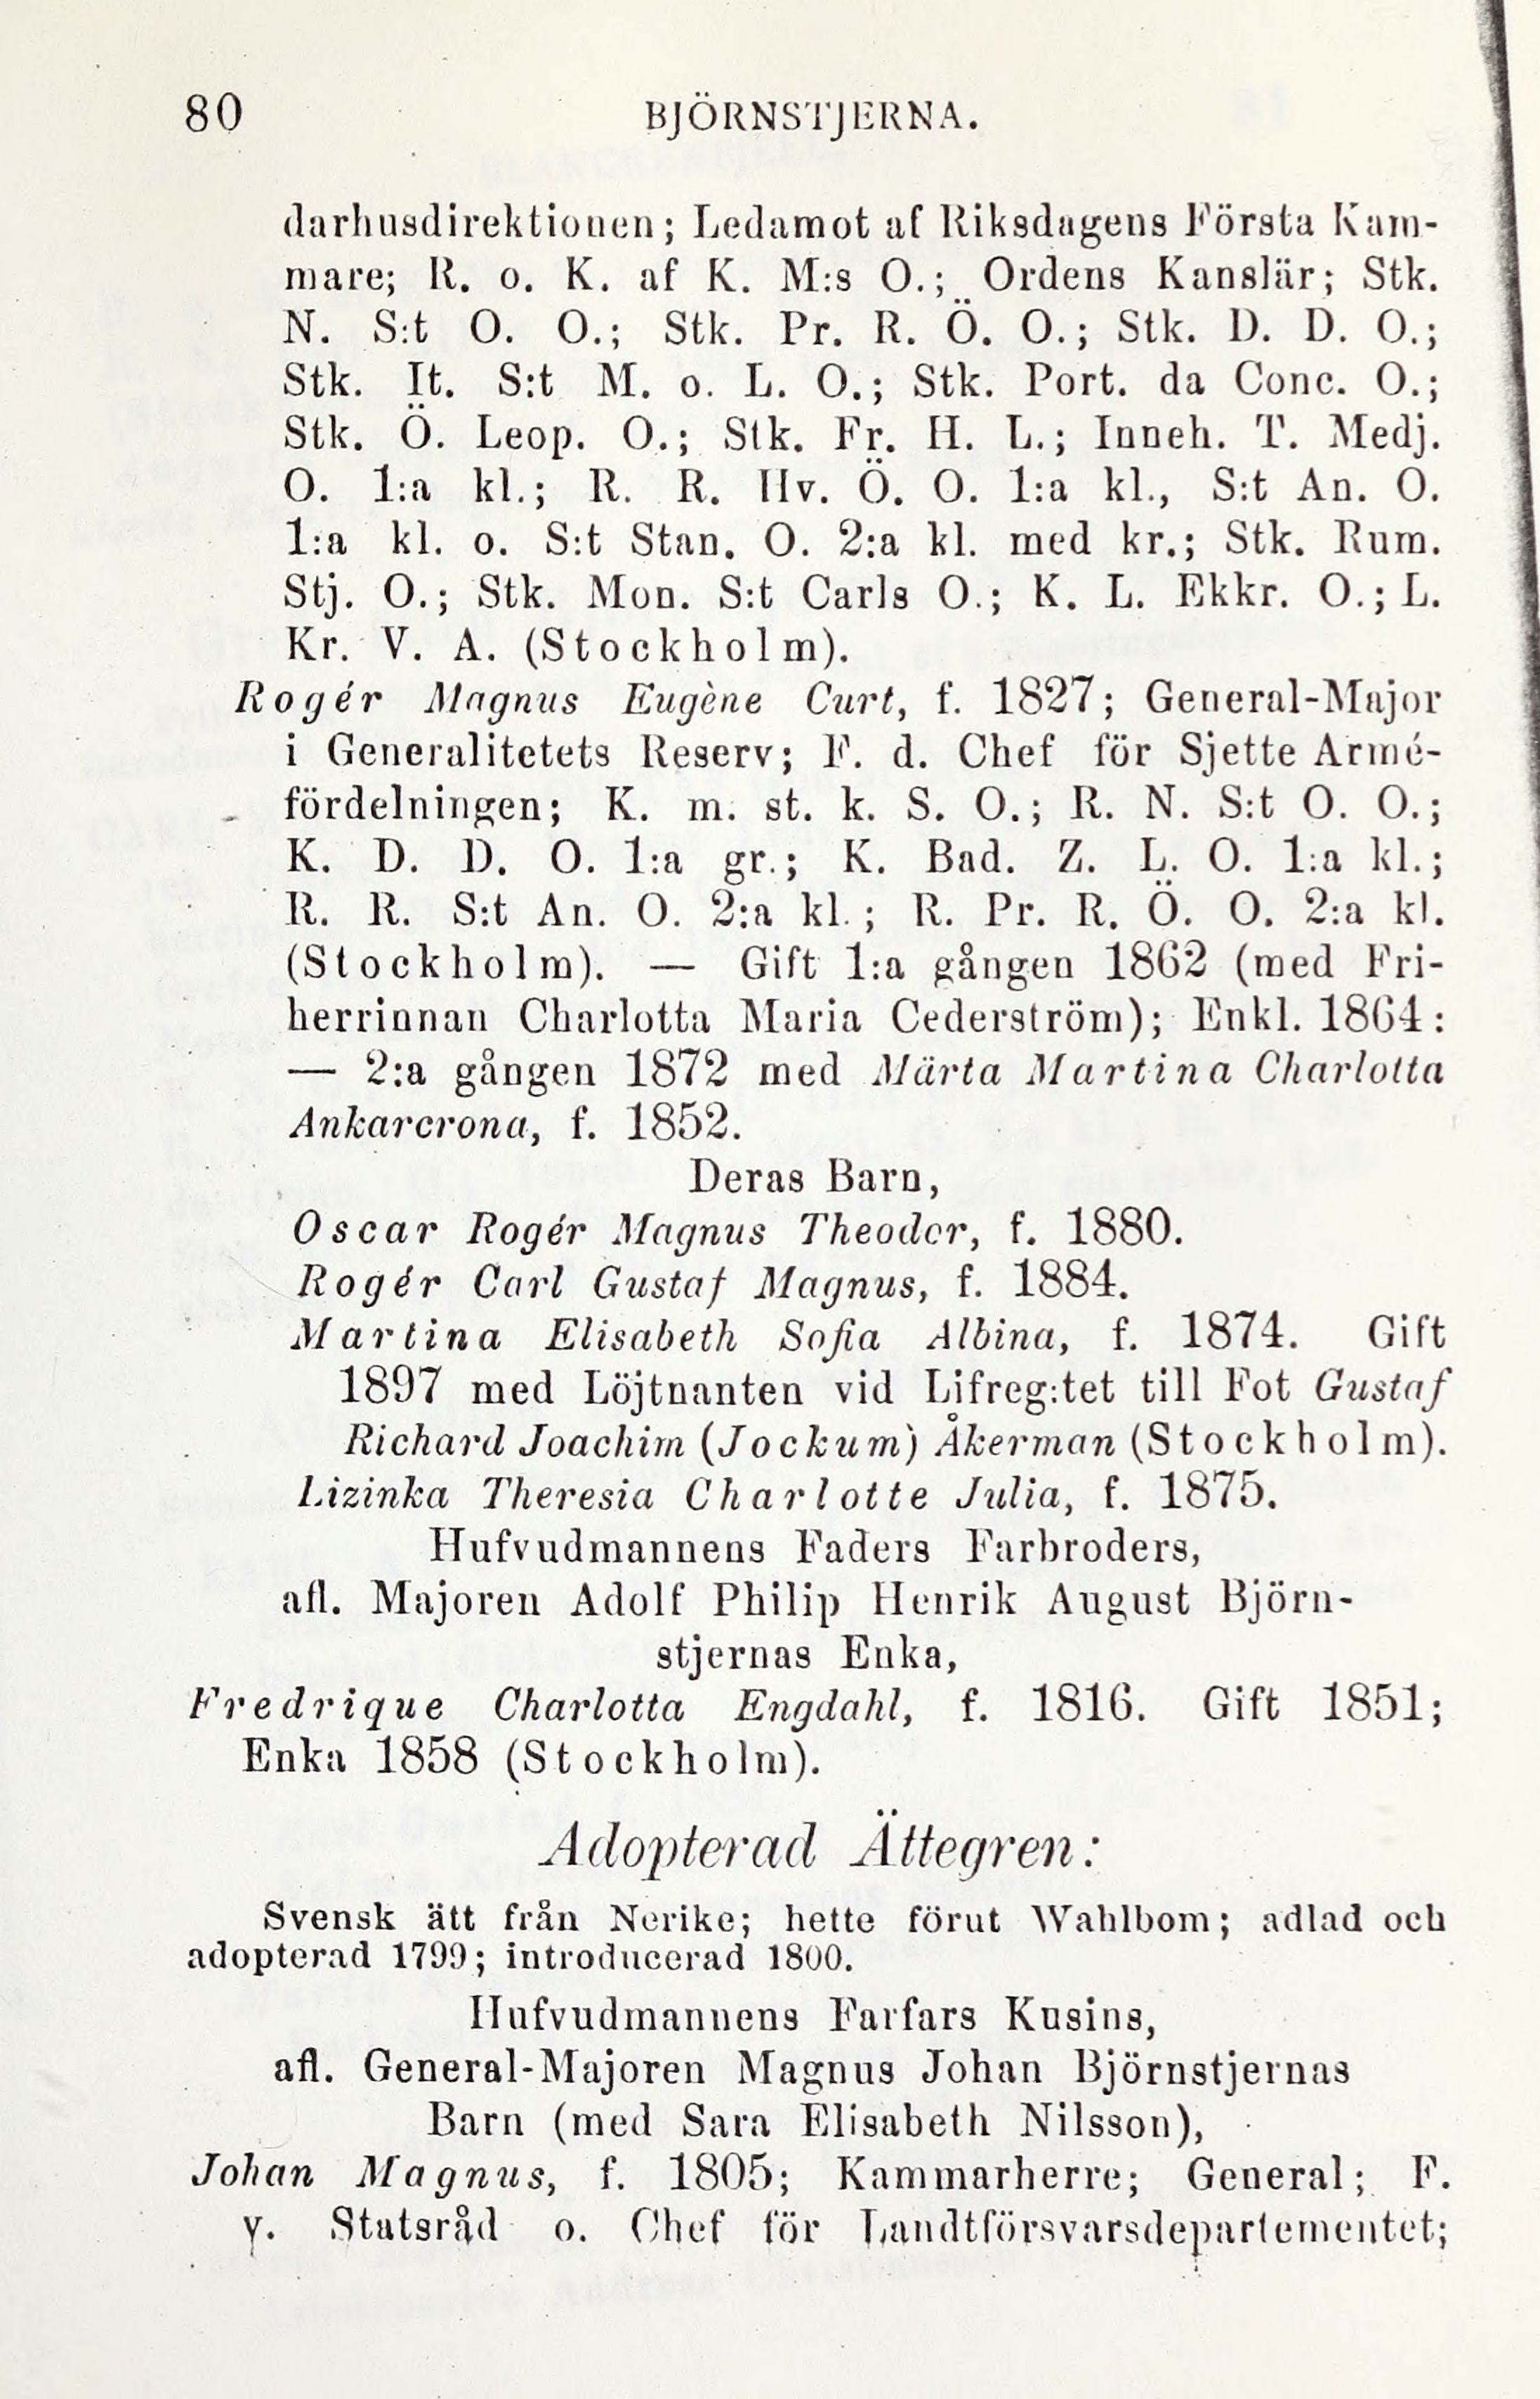 80 BJÖRNSTJERNA.
darhusdirektionen; Ledamot af Riksdagens Första Kam-
mare; R. o. K. af K. M:s O.; Ordens Kanslär; Stk.
N. S:t O. O.; Stk. Pr. R. Ö. O.; Stk. D. D. O.;
Stk. It. S:t M. o. L. O.; Stk. Port. da Conc. O.;
Stk. Ö. Leop. O.; Stk. Fr. H. L.; Inneh. T. Medj.
O. 1:a kl.; R. R. Hv. Ö. O. 1:a kl., S:t An. O.
1:a kl. o. S:t Stan. O. 2:a kl. med kr.; Stk. Rum.
Stj. O.; Stk. Mon. S:t Carls O.; K. L. Ekkr. O.; L.
Kr. V. A. (Stockholm).
Rogér Magnus Eugène Curt, f. 1827; General-Major
i Generalitetets Reserv; F. d. Chef för Sjette Armé-
fördelningen; K. m. st. k. S. O.; R. N. S:t O. O.;
K. D. D. O. 1:a gr.; K. Bad. Z. L. O. 1:a kl.;
R. R. S:t An. O. 2:a kl.; R. Pr. R. Ö. O. 2:a kl.
(Stockholm). — Gift 1:a gången 1862 (med Fri-
herrinnan Charlotta Maria Cederström); Enkl. 1864:
— 2:a gången 1872 med Märta Martina Charlotta
Ankarcrona, f. 1852.
Deras Barn,
Oscar Rogér Magnus Theodor, f. 1880.
Rogér Carl Gustaf Magnus, f. 1884.
Martina Elisabeth Sofia Albina, f. 1874. Gift
1897 med Löjtnanten vid Lifreg:tet till Fot Gustaf
Richard Joachim (Jockum) Åkerman (Stockholm).
Lizinka Theresia Charlotte Julia, f. 1875.
Hufvudmannens Faders Farbroders,
afl. Majoren Adolf Philip Henrik August Björn-
stjernas Enka,
Fredrique Charlotta Engdahl, f. 1816. Gift 1851;
Enka 1858 (Stockholm).
Adopterad Ättegren:
Svensk ätt från Nerike; hette förut Wahlbom; adlad och
adopterad 1799; introducerad 1800.
Hufvudmannens Farfars Kusins,
afl. General-Majoren Magnus Johan Björnstjernas
Barn (med Sara Elisabeth Nilsson),
Johan Magnus, f. 1805; Kammarherre; General; F.
v. Statsråd o. Chef för Landtförsvarsdepartementet;